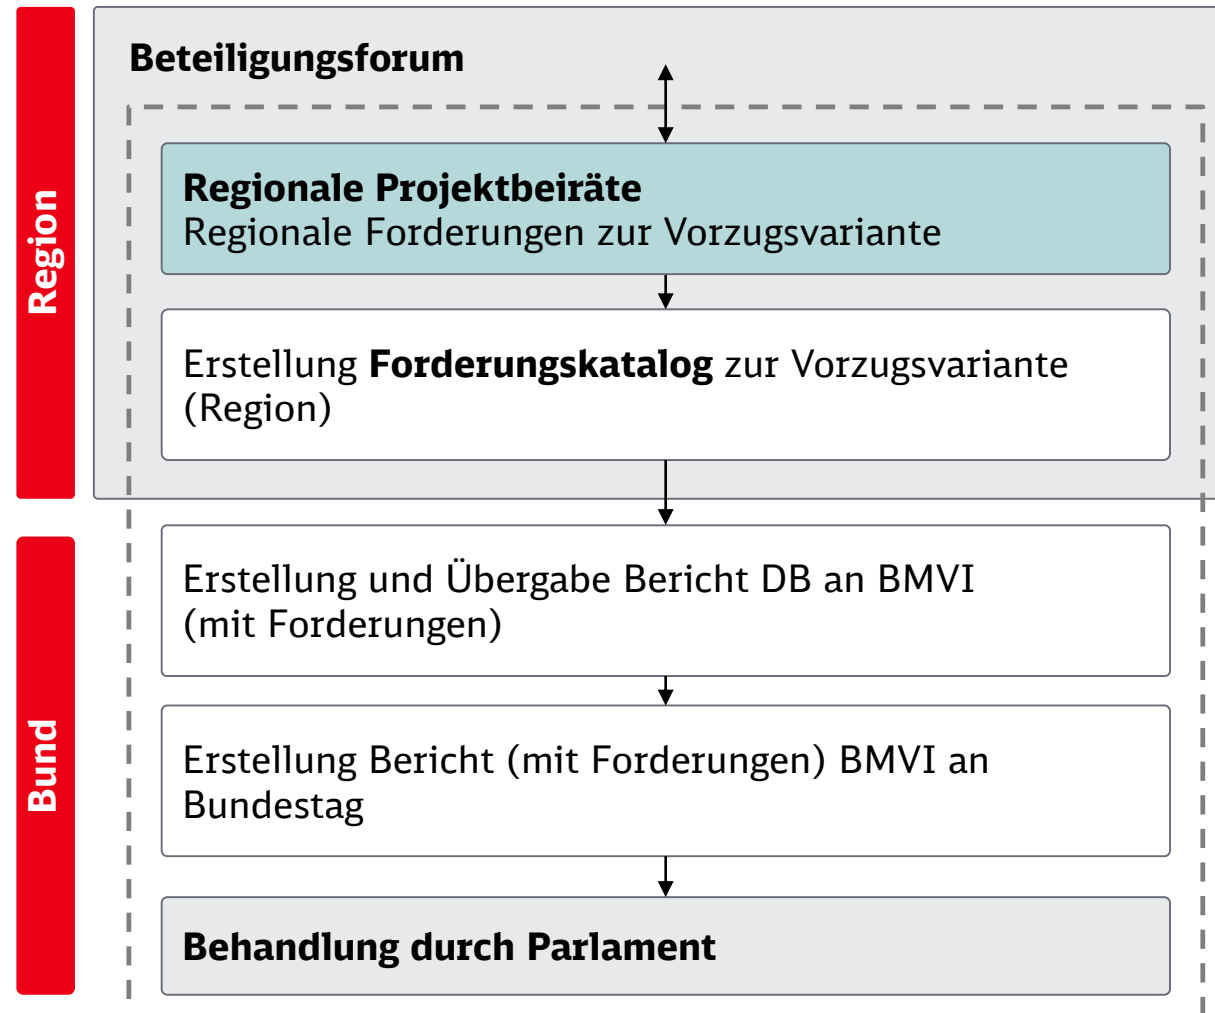 Region
Beteiligungsforum
Regionale Projektbeiräte
Regionale Forderungen zur Vorzugsvariante
Erstellung Forderungskatalog zur Vorzugsvariante
(Region)
Bund
Erstellung und Übergabe Bericht DB an BMVI
(mit Forderungen)
Erstellung Bericht (mit Forderungen) BMVI an
Bundestag
Behandlung durch Parlament